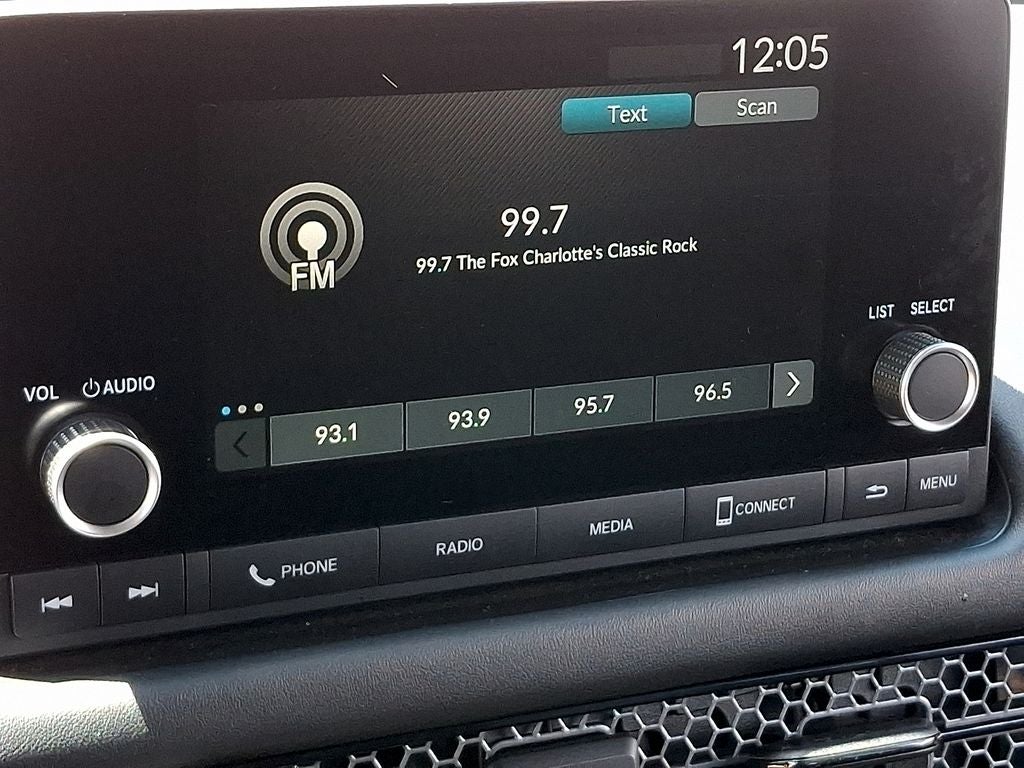 12:05
Text
Scan
99.7
99.7 The Fox Charlotte's Classic Rock
FM
LIST SELECT
VOL AUDIO
93.1
93.9
95.7
96.5
PHONE
RADIO
MEDIA
CONNECT
MENU